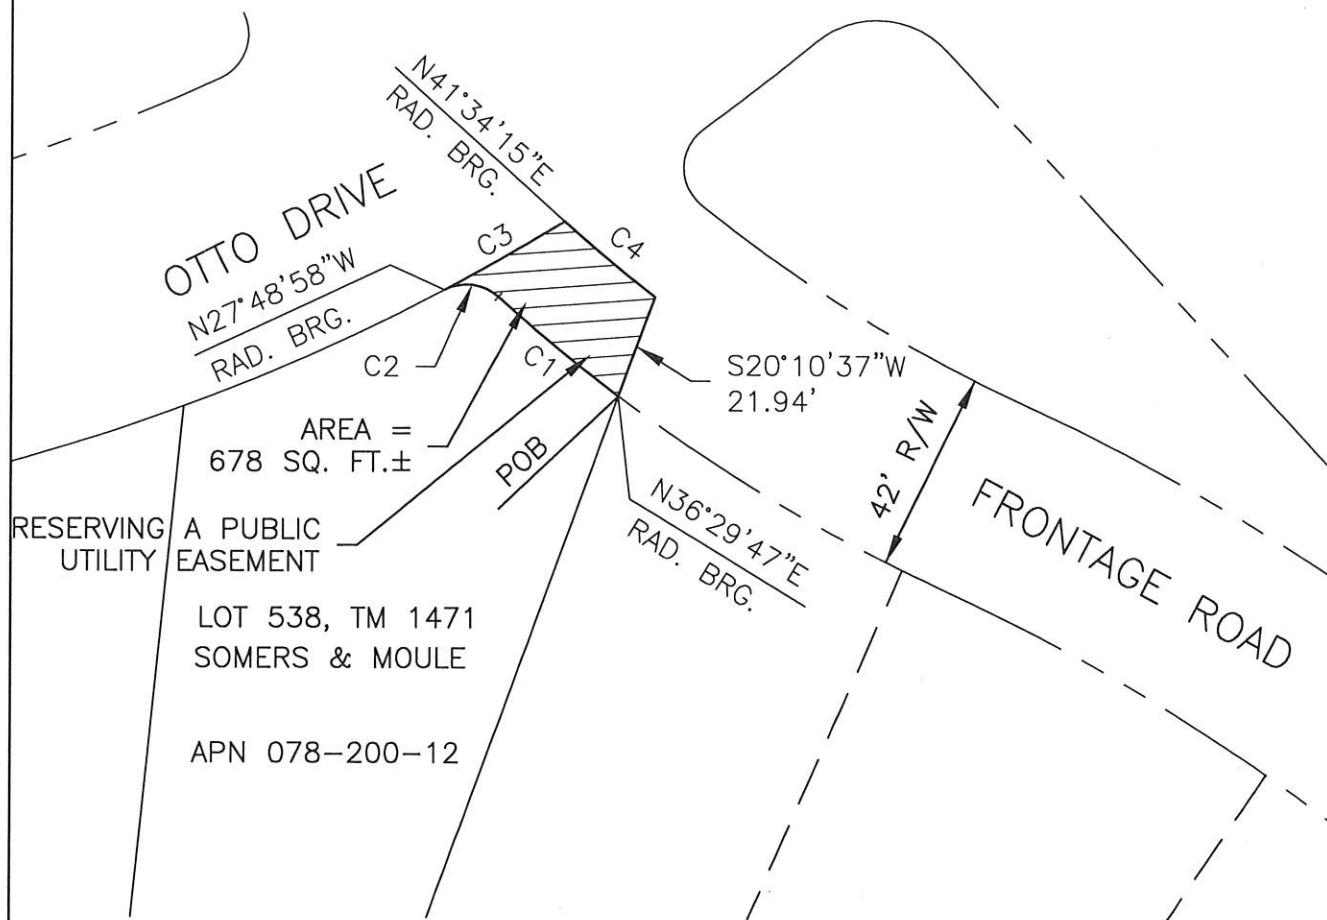 N41°34'15"E
RAD. BRG.
OTTO DRIVE
C3
C4
N27°48'58"W
RAD. BRG.
C2
C1
S20°10'37"W
21.94'
AREA =
678 SQ. FT.±
POB
42' R/W
FRONTAGE ROAD
RESERVING A PUBLIC
UTILITY EASEMENT
N36°29'47"E
RAD. BRG.
LOT 538, TM 1471
SOMERS & MOULE
APN 078-200-12